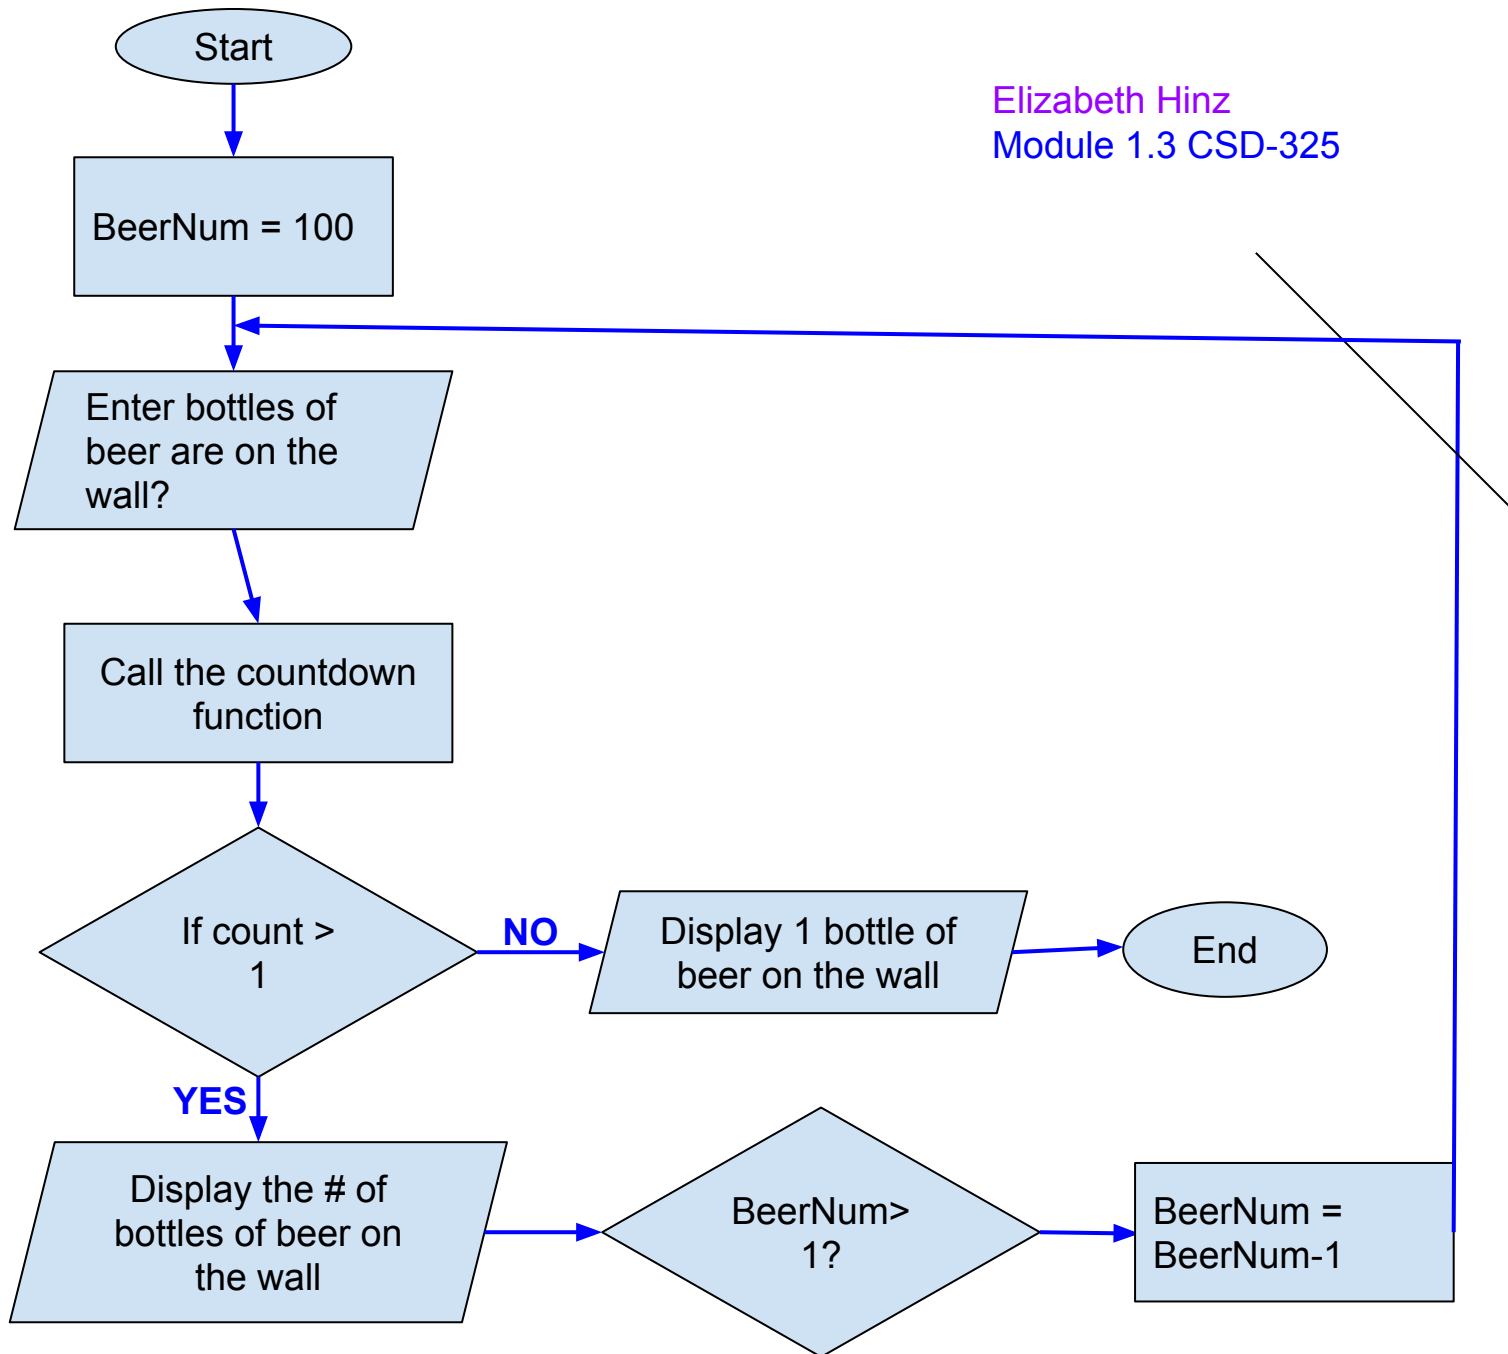 Start
Elizabeth Hinz
Module 1.3 CSD-325
BeerNum = 100
Enter bottles of
beer are on the
wall?
Call the countdown
function
If count >
1
NO
Display 1 bottle of
beer on the wall
End
YES
Display the # of
bottles of beer on
the wall
BeerNum>
1?
BeerNum =
BeerNum-1